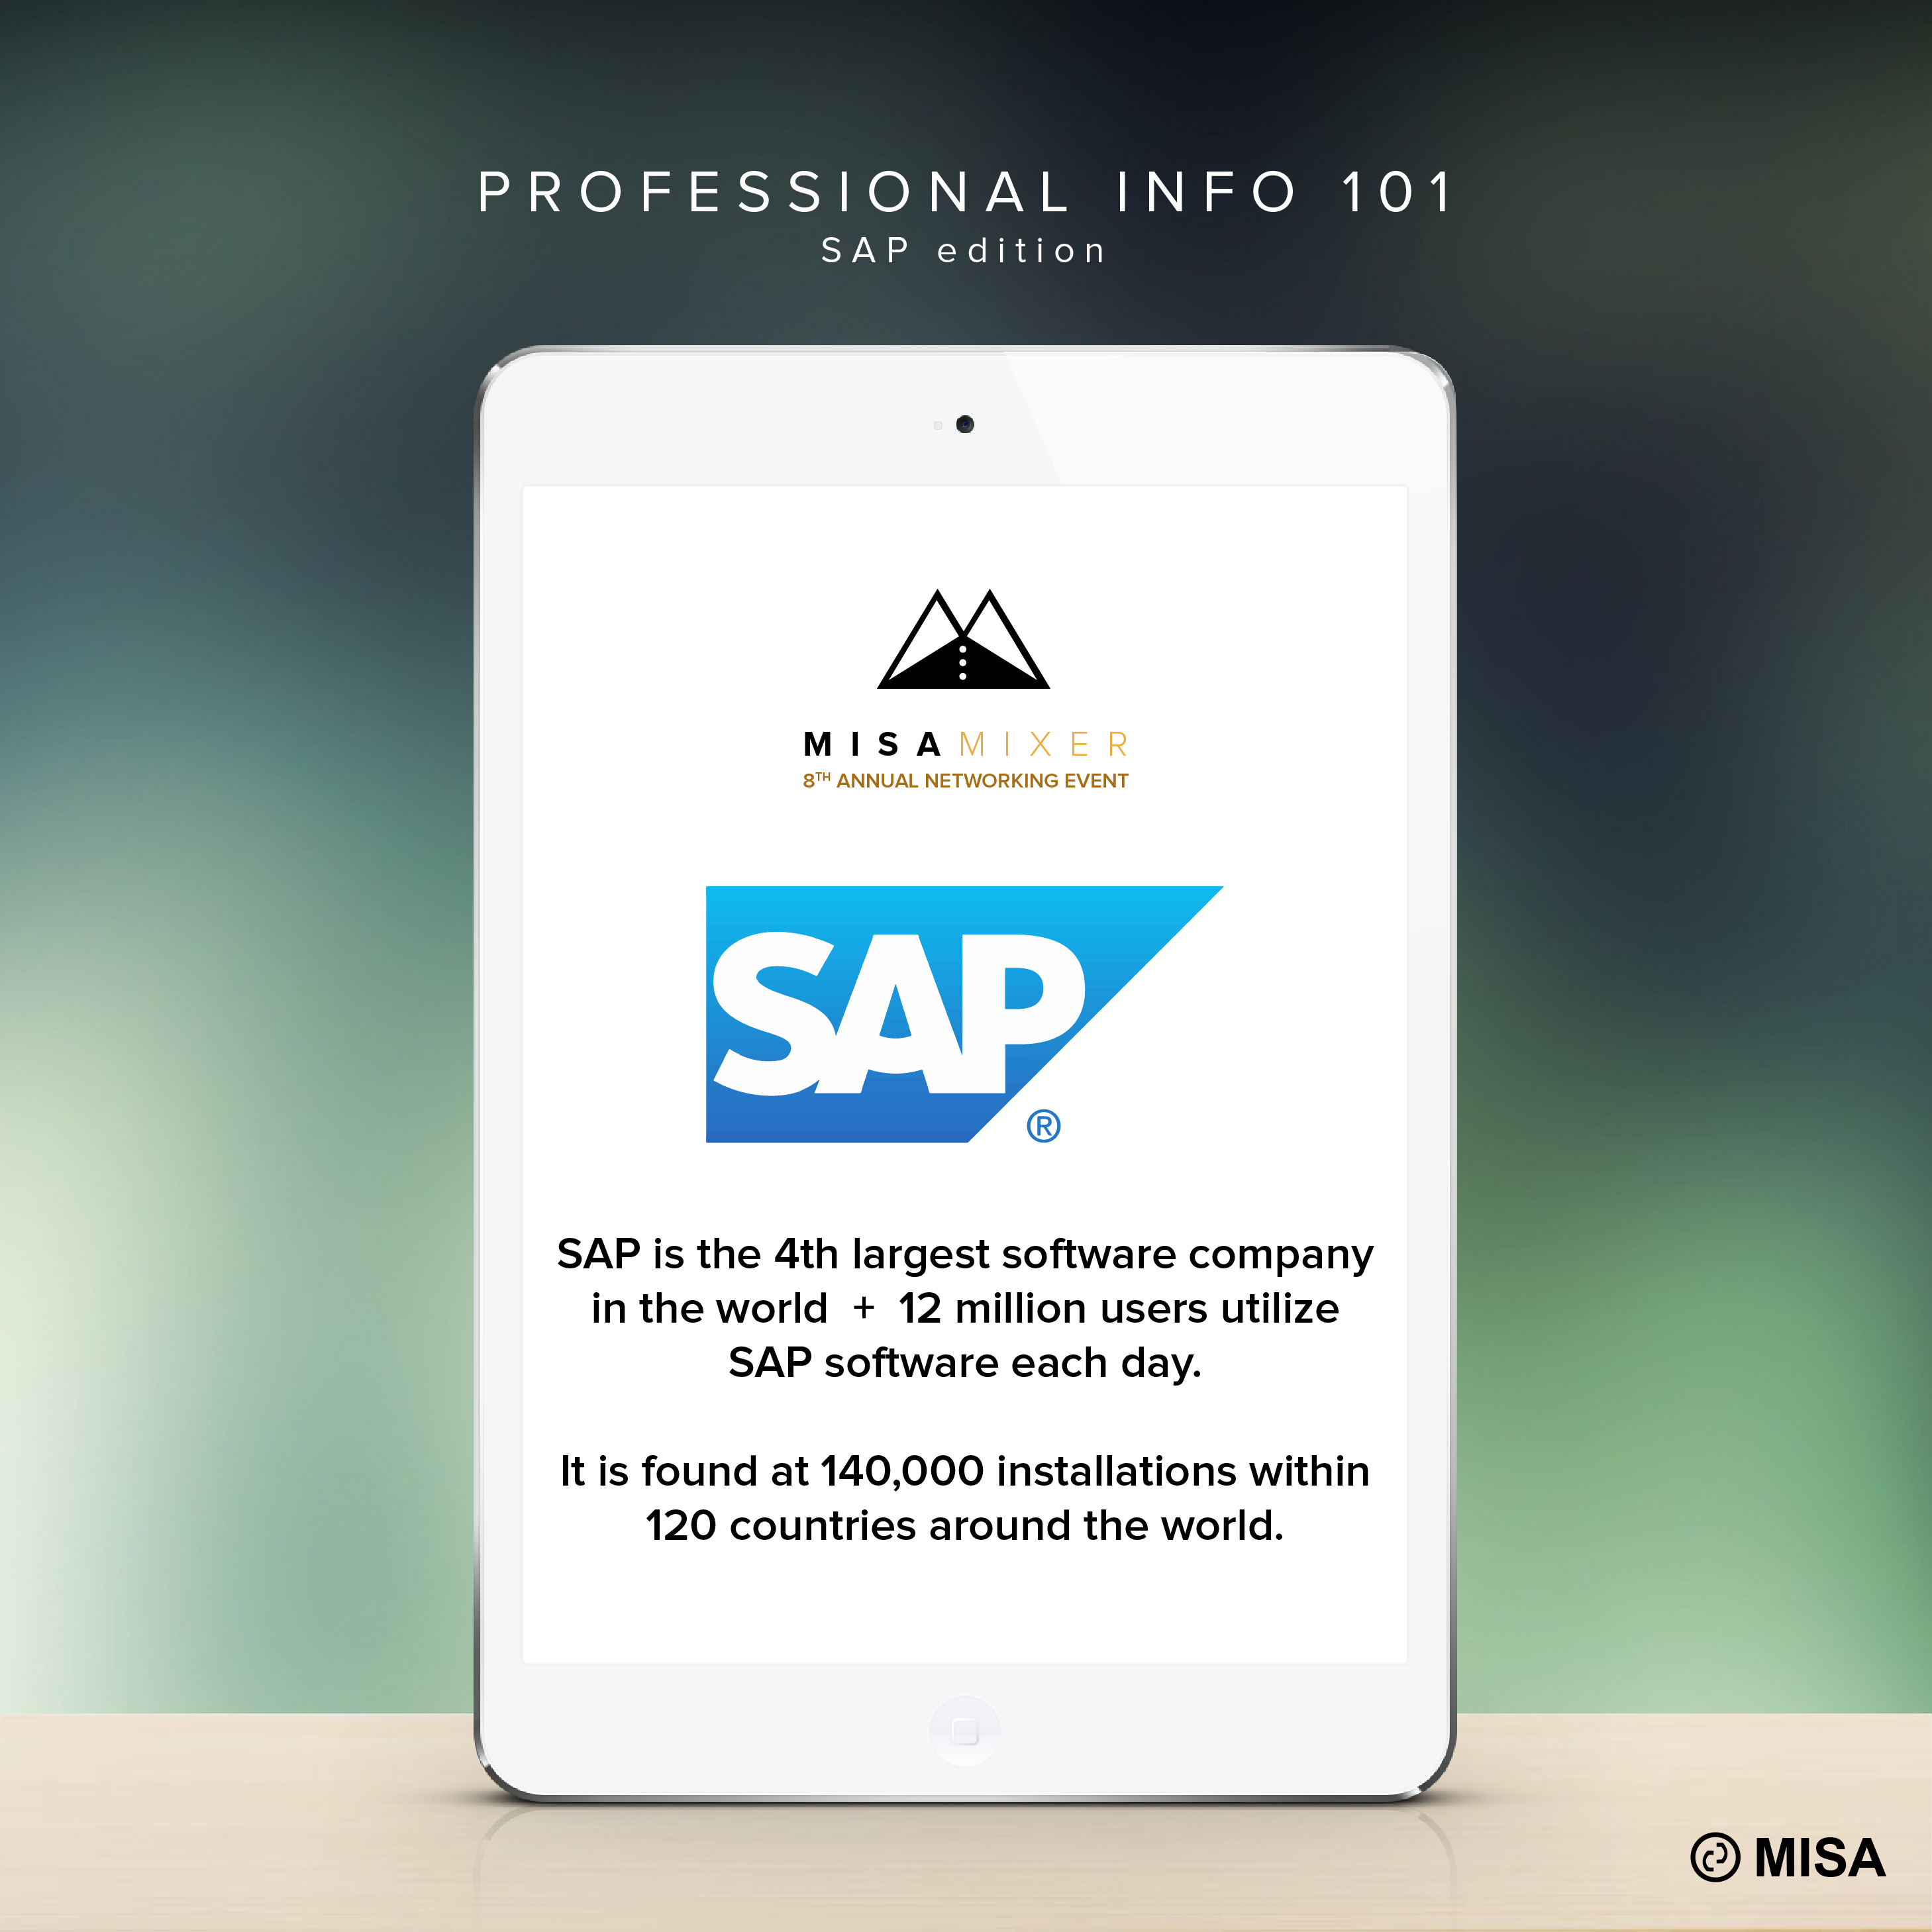 PROFESSIONAL INFO 101
SAP edition
MISAMIXER
8TH ANNUAL NETWORKING EVENT
SAP
®
SAP is the 4th largest software company
in the world + 12 million users utilize
SAP software each day.
It is found at 140,000 installations within
120 countries around the world.
MISA